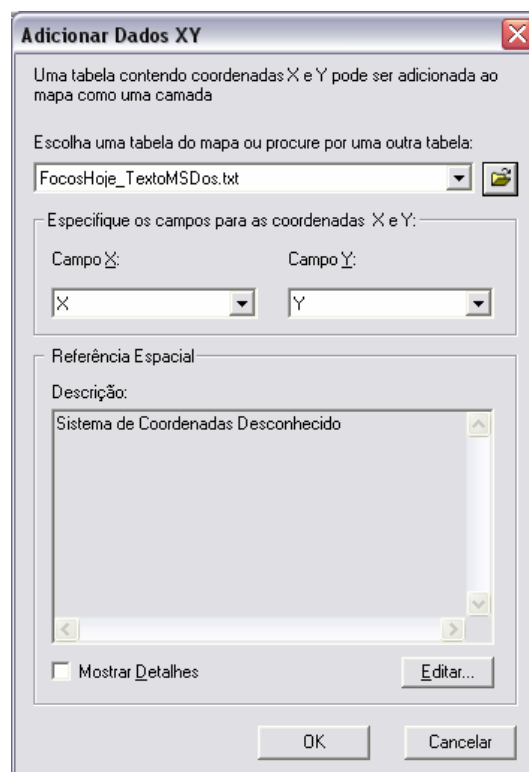 Adicionar Dados XY
Uma tabela contendo coordenadas X e Y pode ser adicionada ao
mapa como uma camada
Escolha uma tabela do mapa ou procure por uma outra tabela:
FocosHoje_TextoMSDos.txt
Especifique os campos para as coordenadas X e Y:
Campo X: Campo Y:
X Y
Referência Espacial
Descrição:
Sistema de Coordenadas Desconhecido
Mostrar Detalhes Editar...
OK Cancelar